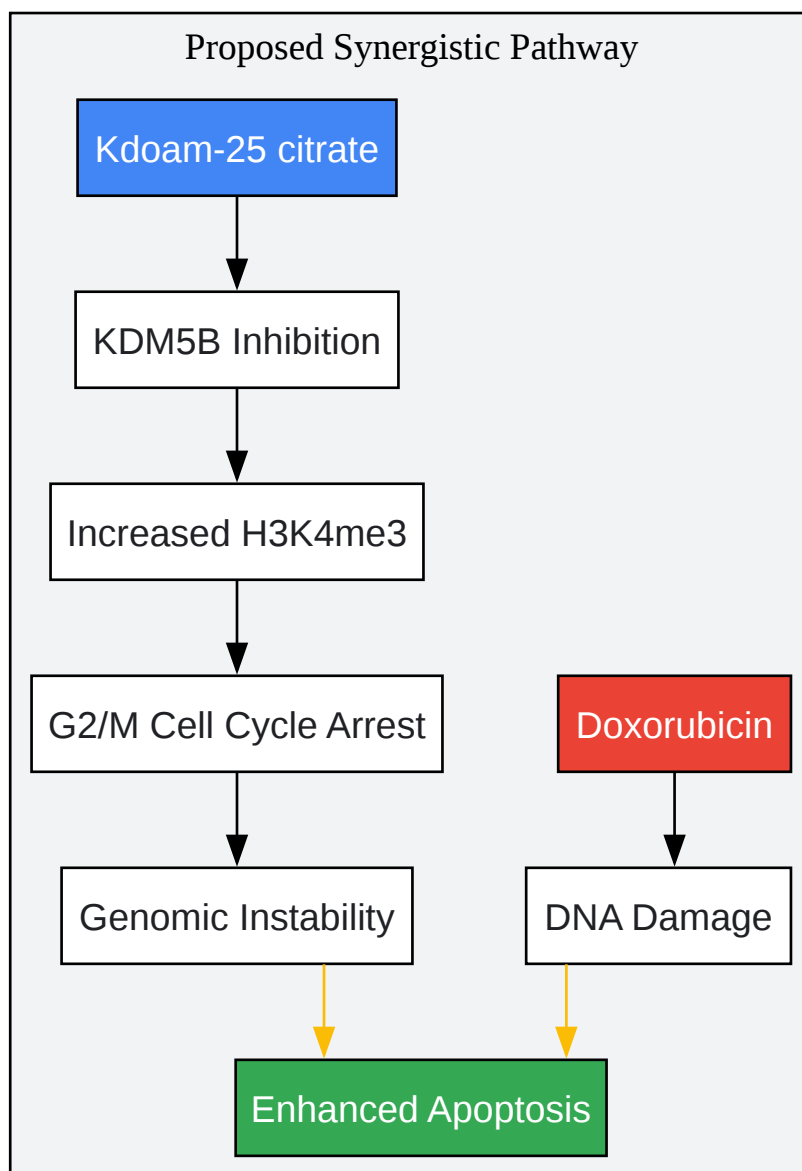 Proposed Synergistic Pathway
Kdoam-25 citrate
KDM5B Inhibition
Increased H3K4me3
G2/M Cell Cycle Arrest
Doxorubicin
Genomic Instability
DNA Damage
Enhanced Apoptosis